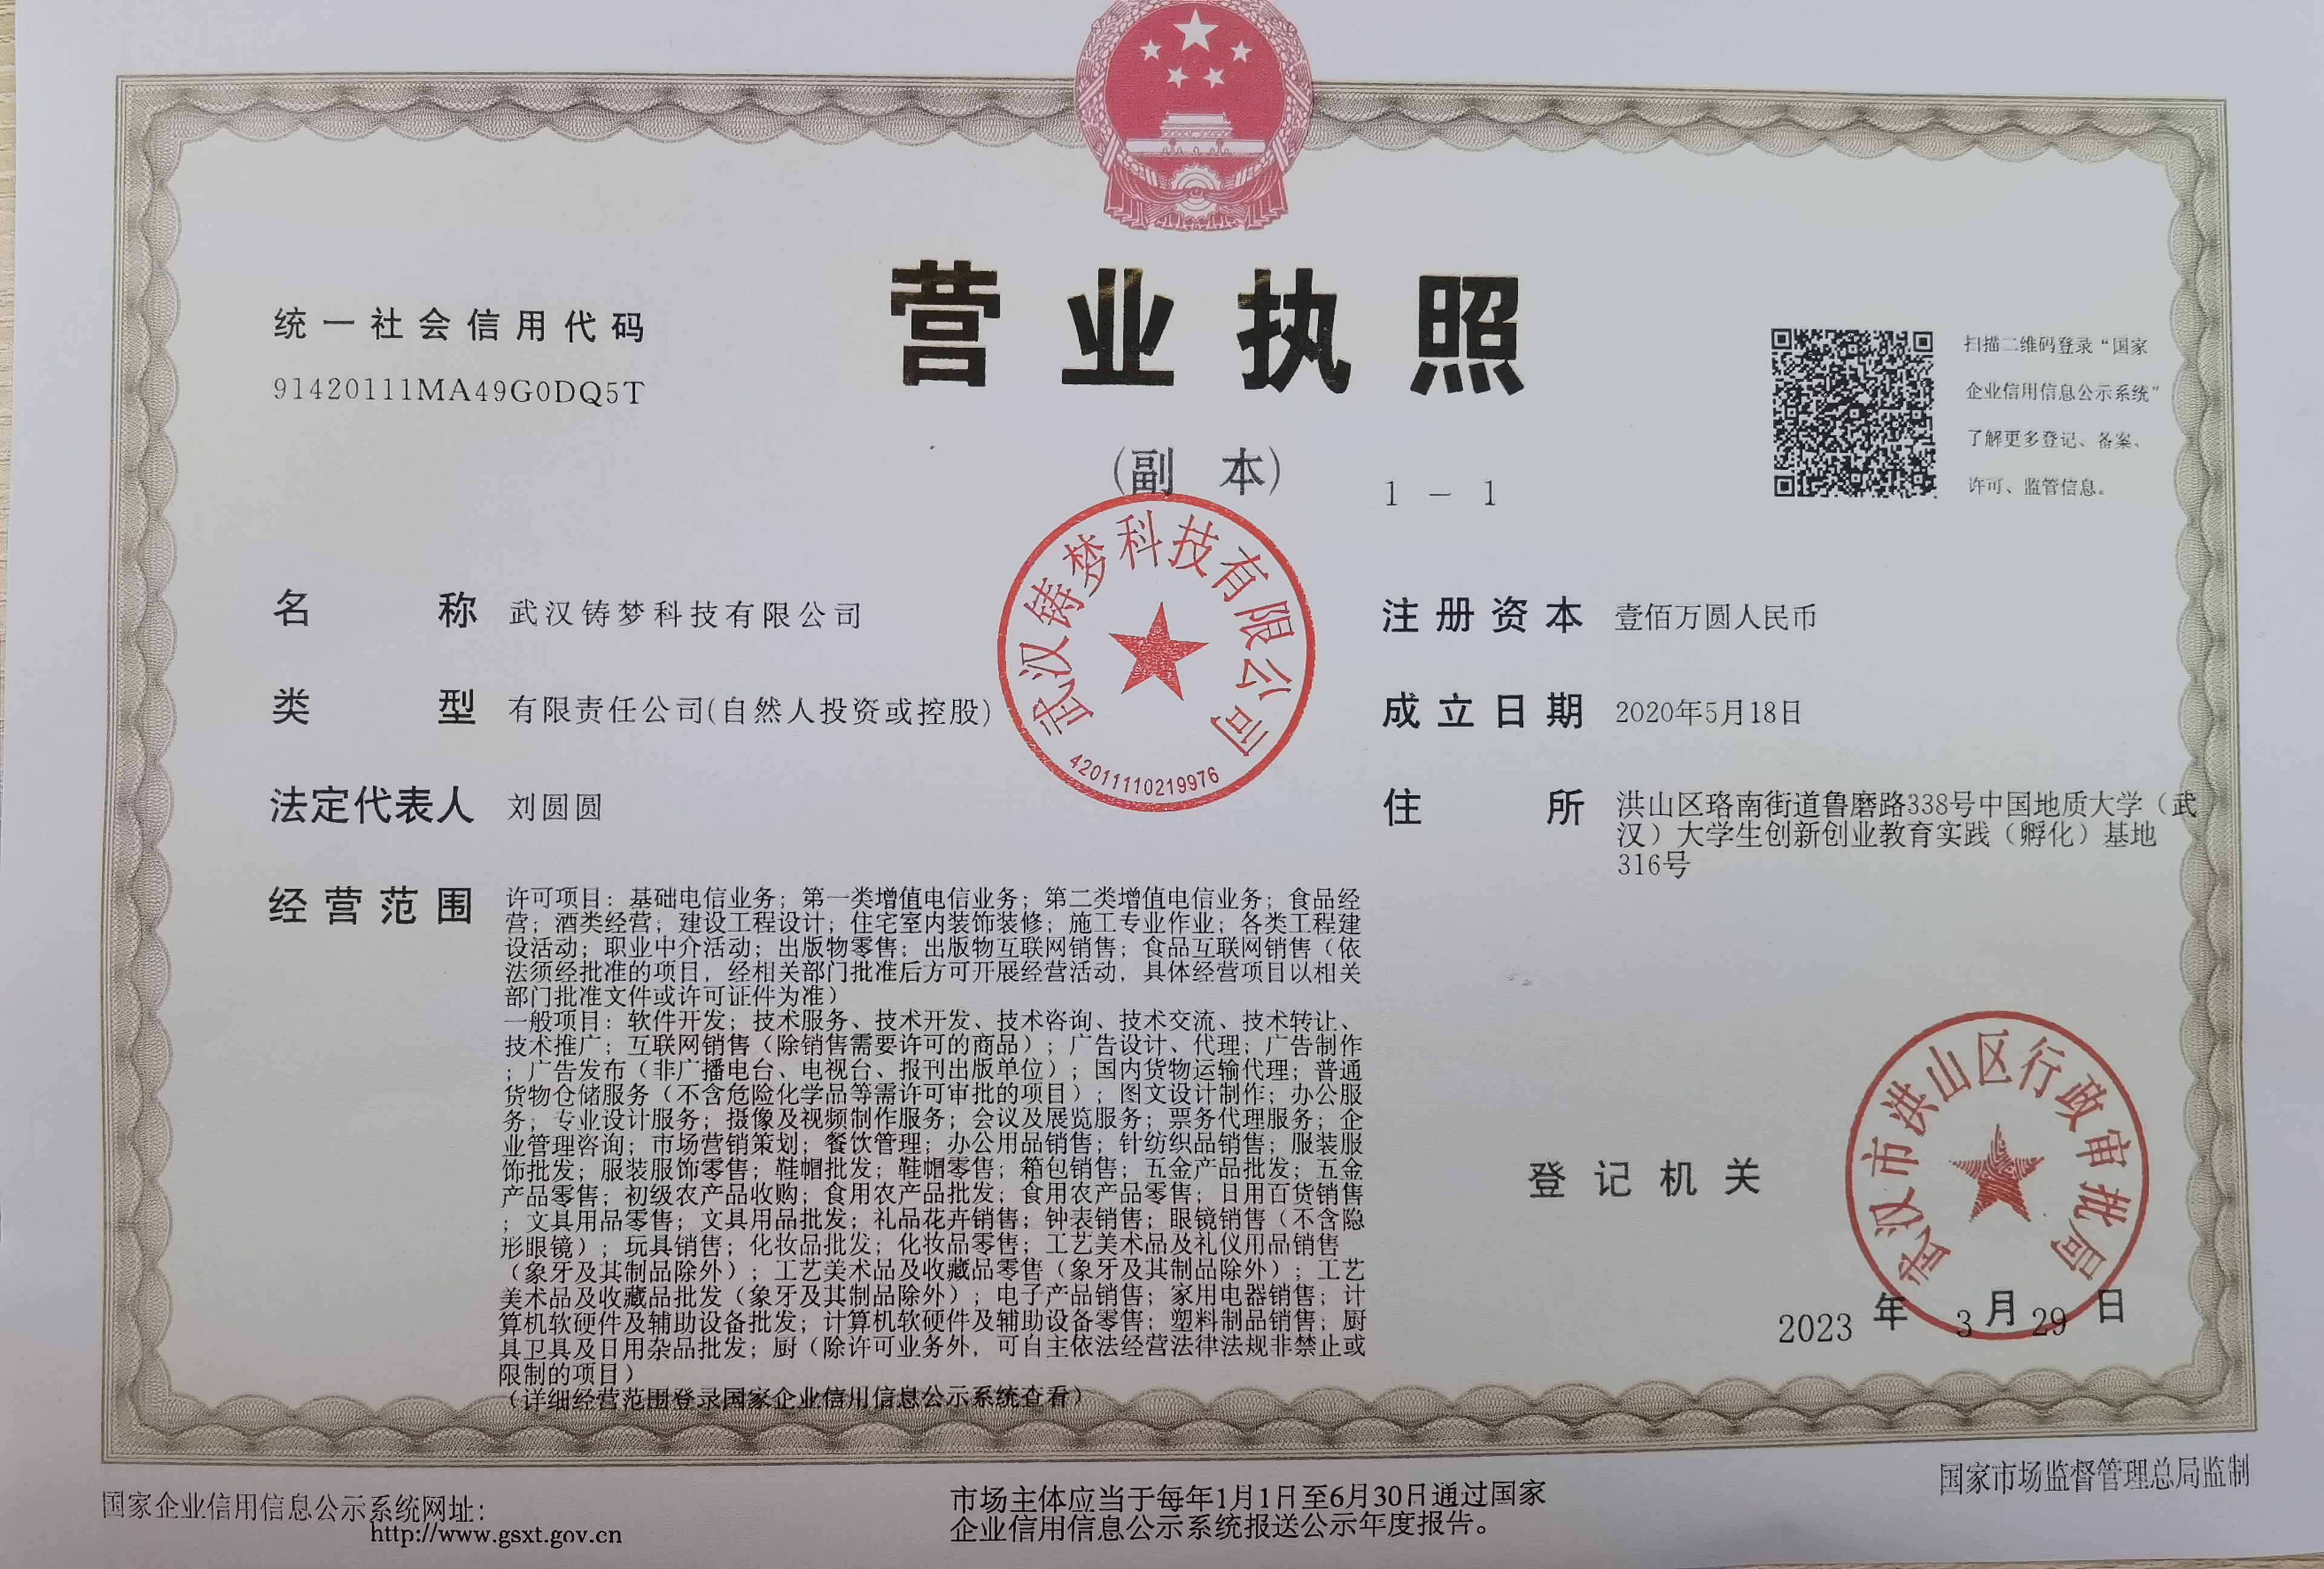 营业执照
(副 本)
1 - 1
统一社会信用代码
91420111MA49G0DQ5T
扫描二维码登录“国家
企业信用信息公示系统”
了解更多登记、备案、
许可、监管信息。
名 称 武汉铸梦科技有限公司
类 型 有限责任公司(自然人投资或控股)
法定代表人 刘圆圆
经营范围 许可项目：基础电信业务；第一类增值电信业务；第二类增值电信业务；食品经
营；酒类经营；建设工程设计；住宅室内装饰装修；施工专业作业；各类工程建
设活动；职业中介活动；出版物零售；出版物互联网销售；食品互联网销售（依
法须经批准的项目，经相关部门批准后方可开展经营活动，具体经营项目以相关
部门批准文件或许可证件为准）
一般项目：软件开发；技术服务、技术开发、技术咨询、技术交流、技术转让、
技术推广；互联网销售（除销售需要许可的商品）；广告设计、代理；广告制作
；广告发布（非广播电台、电视台、报刊出版单位）；国内货物运输代理；普通
货物仓储服务（不含危险化学品等需许可审批的项目）；图文设计制作；办公服
务；专业设计服务；摄像及视频制作服务；会议及展览服务；票务代理服务；企
业管理咨询；市场营销策划；餐饮管理；办公用品销售；针纺织品销售；服装服
饰批发；服装服饰零售；鞋帽批发；鞋帽零售；箱包销售；五金产品批发；五金
产品零售；初级农产品收购；食用农产品批发；食用农产品零售；日用百货销售
；文具用品零售；文具用品批发；礼品花卉销售；钟表销售；眼镜销售（不含隐
形眼镜）；玩具销售；化妆品批发；化妆品零售；工艺美术品及礼仪用品销售
（象牙及其制品除外）；工艺美术品及收藏品零售（象牙及其制品除外）；工艺
美术品及收藏品批发（象牙及其制品除外）；电子产品销售；家用电器销售；计
算机软硬件及辅助设备批发；计算机软硬件及辅助设备零售；塑料制品销售；厨
具卫具及日用杂品批发；厨（除许可业务外，可自主依法经营法律法规非禁止或
限制的项目）
（详细经营范围登录国家企业信用信息公示系统查看）
武汉铸梦科技有限公司
42011110219976
注册资本 壹佰万圆人民币
成立日期 2020年5月18日
住 所 洪山区珞南街道鲁磨路338号中国地质大学（武
汉）大学生创新创业教育实践（孵化）基地
316号
登记机关
武汉市洪山区行政审批局
2023 年 3 月 29 日
国家企业信用信息公示系统网址：
http://www.gsxt.gov.cn
市场主体应当于每年1月1日至6月30日通过国家
企业信用信息公示系统报送公示年度报告。
国家市场监督管理总局监制